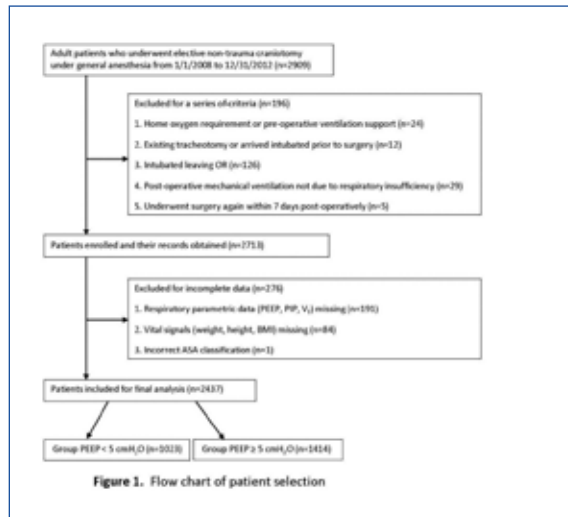 Adult patients who underwent elective non-trauma craniotomy
under general anesthesia from 1/1/2008 to 12/31/2012 (n=2909)
Excluded for a series of criteria (n=196)
1. Home oxygen requirement or pre-operative ventilation support (n=24)
2. Existing tracheotomy or arrived intubated prior to surgery (n=12)
3. Intubated leaving OR (n=126)
4. Post-operative mechanical ventilation not due to respiratory insufficiency (n=29)
5. Underwent surgery again within 7 days post-operatively (n=5)
Patients enrolled and their records obtained (n=2713)
Excluded for incomplete data (n=276)
1. Respiratory parametric data (PEEP, PIP, Vₜ) missing (n=191)
2. Vital signals (weight, height, BMI) missing (n=84)
3. Incorrect ASA classification (n=1)
Patients included for final analysis (n=2437)
Group PEEP < 5 cmH₂O (n=1023)
Group PEEP ≥ 5 cmH₂O (n=1414)
Figure 1. Flow chart of patient selection